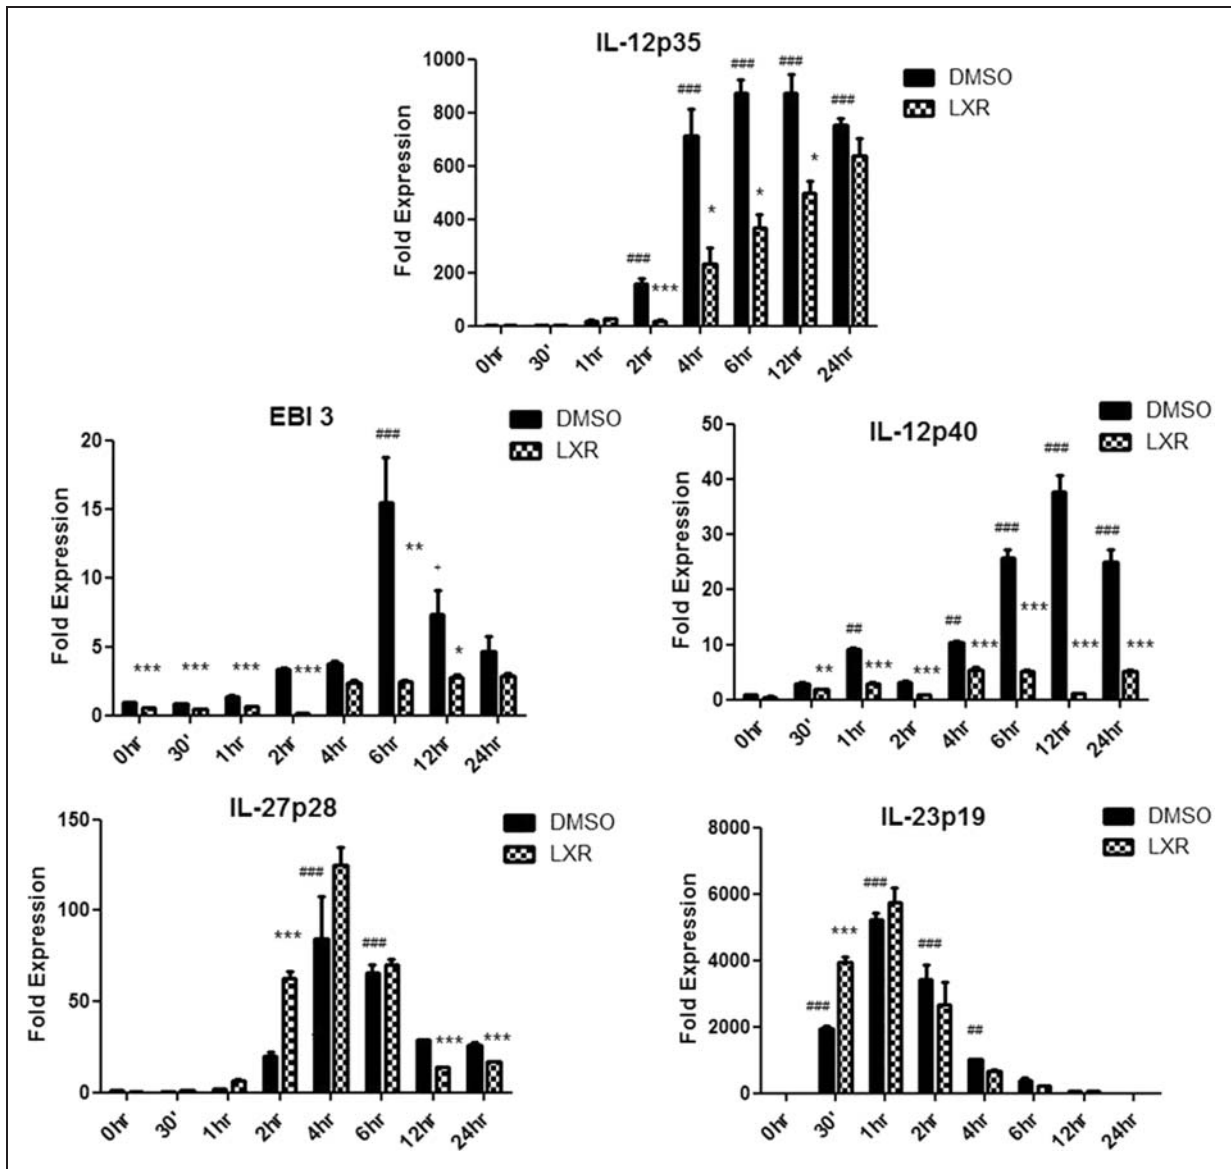 IL-12p35
DMSO
LXR
Fold Expression
1000
800
600
400
200
0
###
***
###
*
###
*
###
*
###
0hr
30'
1hr
2hr
4hr
6hr
12hr
24hr
EBI 3
DMSO
LXR
Fold Expression
20
15
10
5
0
***
***
***
***
###
**
+
*
0hr
30'
1hr
2hr
4hr
6hr
12hr
24hr
IL-12p40
DMSO
LXR
Fold Expression
50
40
30
20
10
0
**
##
***
***
##
***
###
***
###
***
###
***
0hr
30'
1hr
2hr
4hr
6hr
12hr
24hr
IL-27p28
DMSO
LXR
Fold Expression
150
100
50
0
***
###
###
***
***
0hr
30'
1hr
2hr
4hr
6hr
12hr
24hr
IL-23p19
DMSO
LXR
Fold Expression
8000
6000
4000
2000
0
###
***
###
###
##
0hr
30'
1hr
2hr
4hr
6hr
12hr
24hr